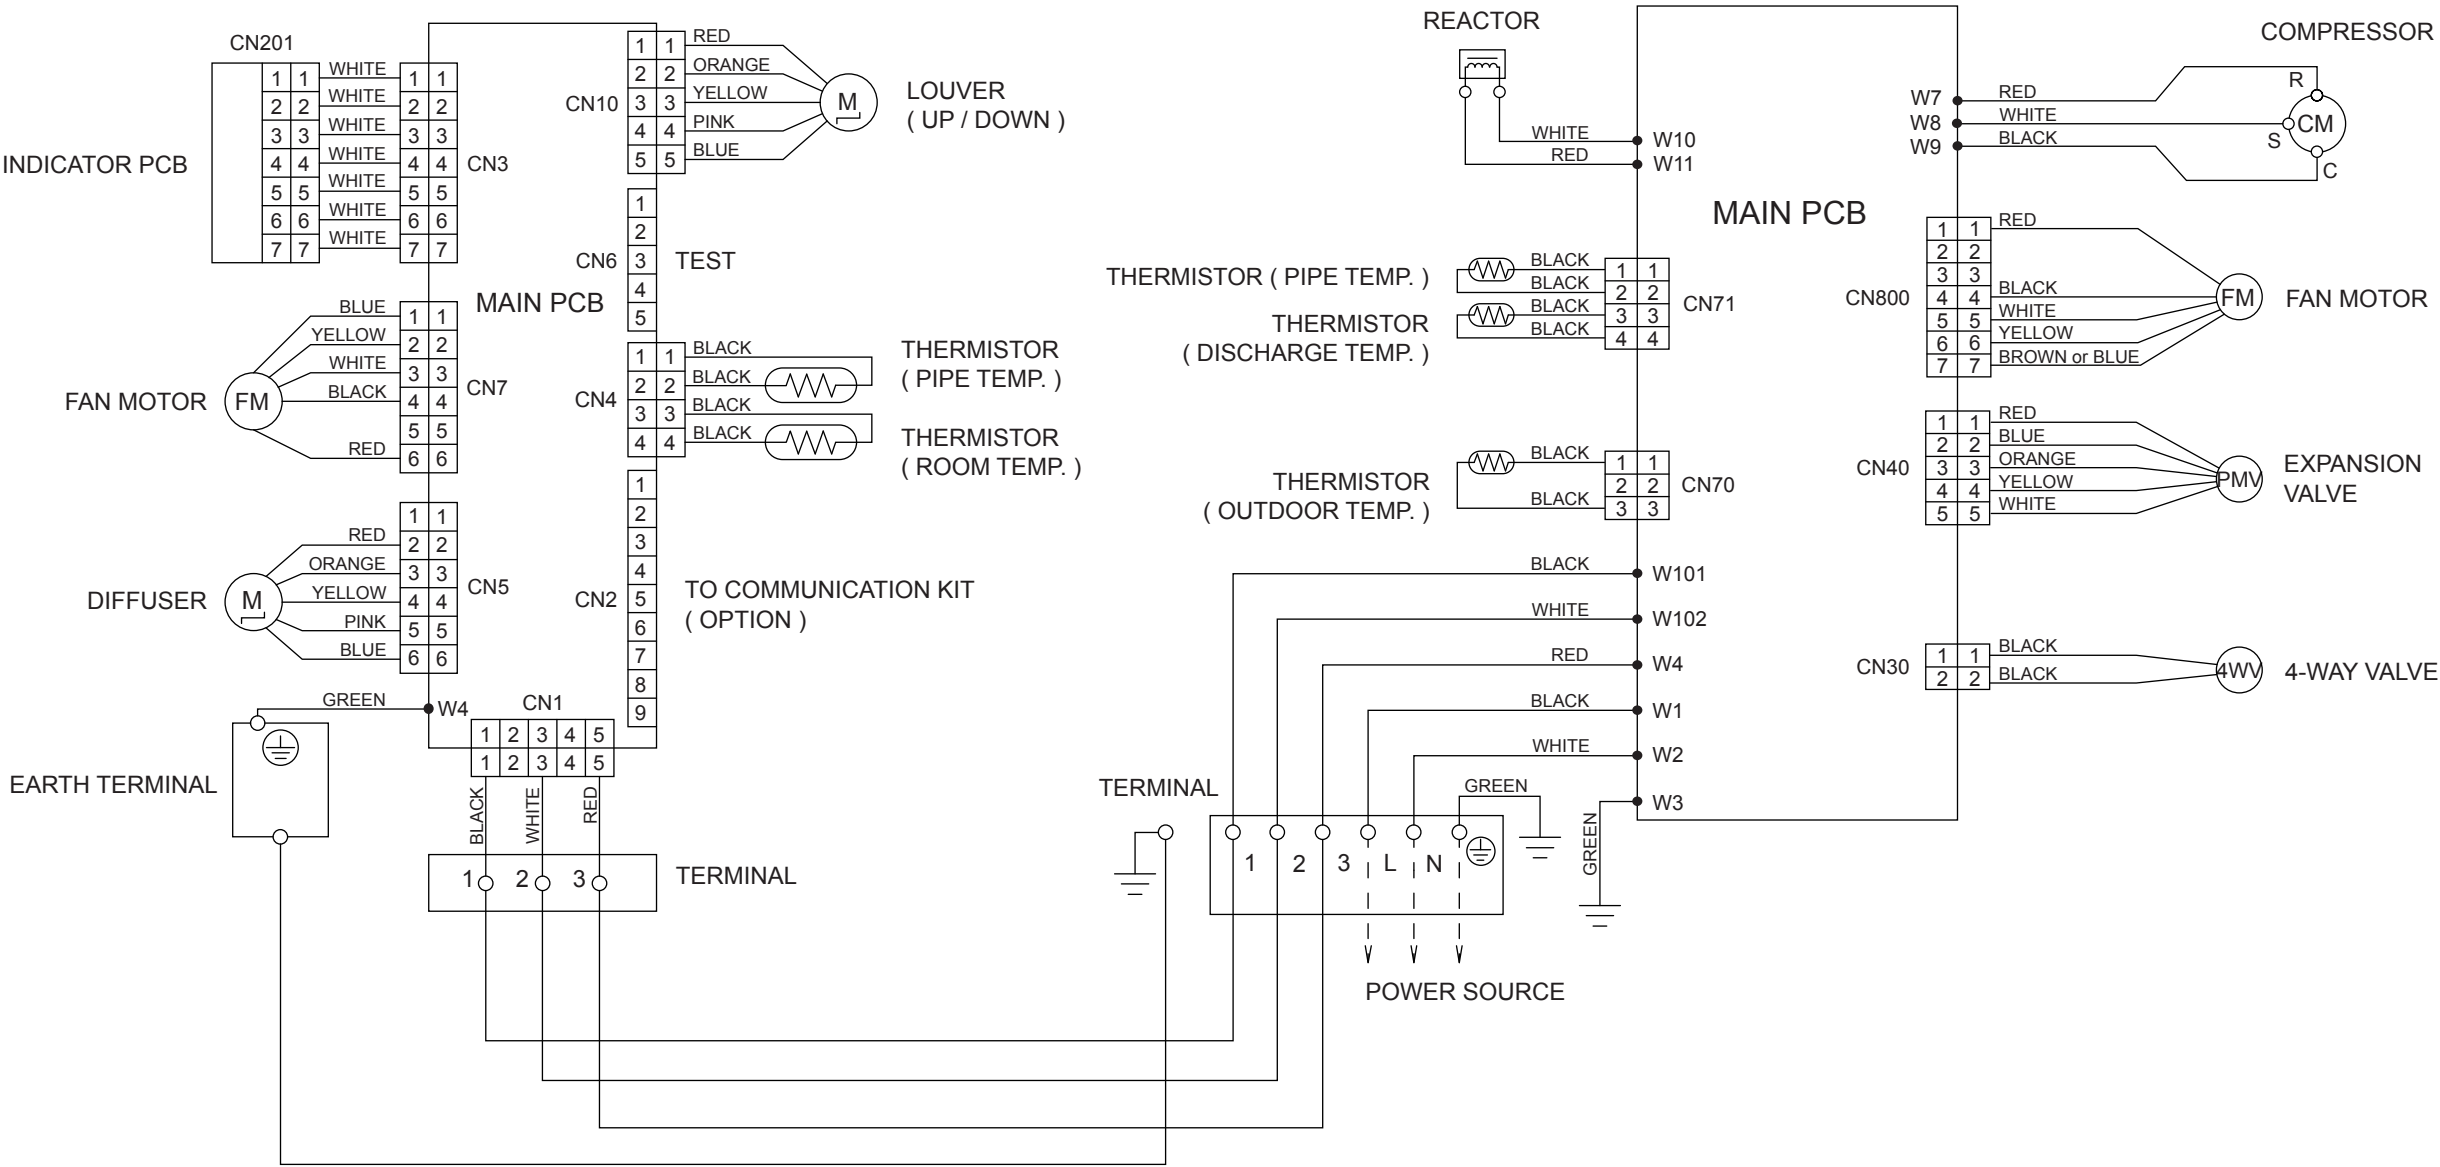 CN201
INDICATOR PCB
1 1 WHITE 1 1
2 2 WHITE 2 2
3 3 WHITE 3 3
4 4 WHITE 4 4
5 5 WHITE 5 5
6 6 WHITE 6 6
7 7 WHITE 7 7
CN3
MAIN PCB
FAN MOTOR
FM
BLUE 1 1
YELLOW 2 2
WHITE 3 3
BLACK 4 4
5 5
RED 6 6
CN7
DIFFUSER
M
1 1
RED 2 2
ORANGE 3 3
YELLOW 4 4
PINK 5 5
BLUE 6 6
CN5
GREEN
W4
EARTH TERMINAL
CN10
1 1 RED
2 2 ORANGE
3 3 YELLOW
4 4 PINK
5 5 BLUE
M
LOUVER
( UP / DOWN )
CN6
1
2
3
4
5
TEST
CN4
1 1 BLACK
2 2 BLACK
3 3 BLACK
4 4 BLACK
THERMISTOR
( PIPE TEMP. )
THERMISTOR
( ROOM TEMP. )
CN2
1
2
3
4
5
6
7
8
9
TO COMMUNICATION KIT
( OPTION )
CN1
1 2 3 4 5
1 2 3 4 5
BLACK
WHITE
RED
1 2 3
TERMINAL
REACTOR
WHITE W10
RED W11
MAIN PCB
THERMISTOR ( PIPE TEMP. )
THERMISTOR
( DISCHARGE TEMP. )
BLACK 1 1
BLACK 2 2
BLACK 3 3
BLACK 4 4
CN71
THERMISTOR
( OUTDOOR TEMP. )
BLACK 1 1
2 2
BLACK 3 3
CN70
BLACK W101
WHITE W102
RED W4
BLACK W1
WHITE W2
GREEN
W3
GREEN
TERMINAL
1 2 3 L N
POWER SOURCE
COMPRESSOR
W7 RED
W8 WHITE
W9 BLACK
R
S
C
CM
CN800
1 1 RED
2 2
3 3
4 4 BLACK
5 5 WHITE
6 6 YELLOW
7 7 BROWN or BLUE
FM
FAN MOTOR
CN40
1 1 RED
2 2 BLUE
3 3 ORANGE
4 4 YELLOW
5 5 WHITE
PMV
EXPANSION
VALVE
CN30
1 1 BLACK
2 2 BLACK
4WV
4-WAY VALVE